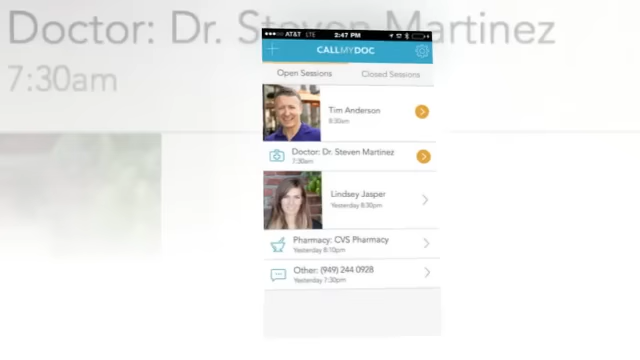 Doctor: Dr. Steven Martinez
7:30am
AT&T LTE 2:47 PM
CALLMYDOC
Open Sessions Closed Sessions
Tim Anderson
8:30am
Doctor: Dr. Steven Martinez
7:30am
Lindsey Jasper
Yesterday 8:30pm
Pharmacy: CVS Pharmacy
Yesterday 8:10pm
Other: (949) 244 0928
Yesterday 7:30pm